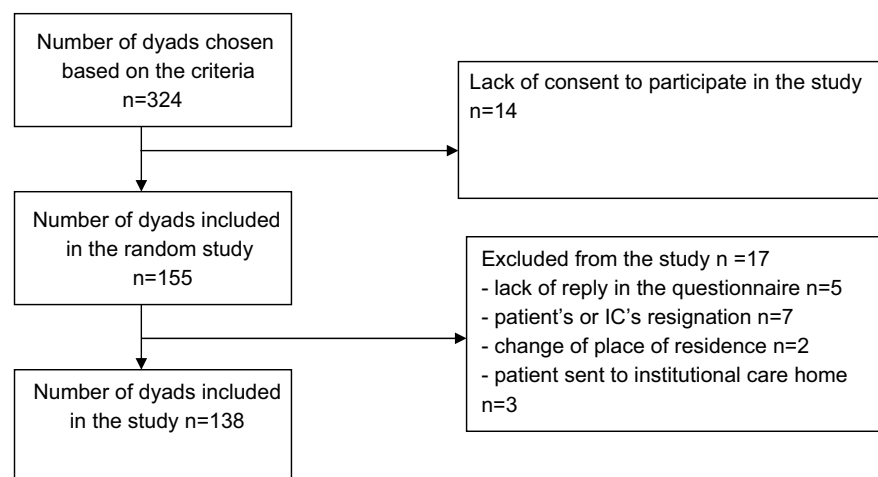 Number of dyads chosen
based on the criteria
n=324
Lack of consent to participate in the study
n=14
Number of dyads included
in the random study
n=155
Excluded from the study n =17
- lack of reply in the questionnaire n=5
- patient’s or IC’s resignation n=7
- change of place of residence n=2
- patient sent to institutional care home
n=3
Number of dyads included
in the study n=138